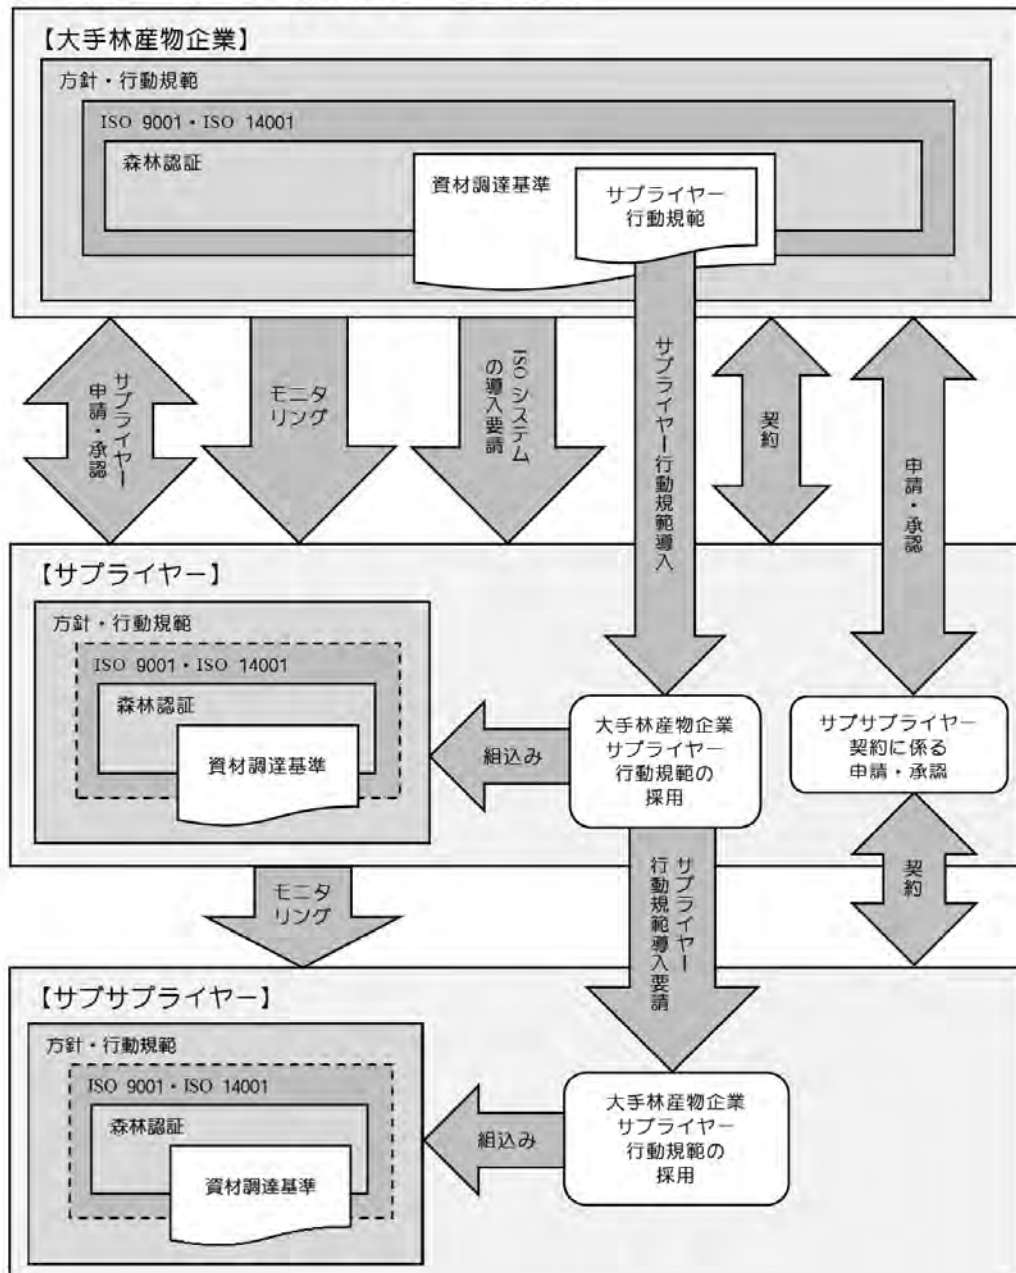 【大手林産物企業】
方針・行動規範
ISO 9001・ISO 14001
森林認証
資材調達基準
サプライヤー
行動規範
サプライヤー
申請・承認
モニタ
リング
ISO システム
の導入要請
サプライヤー行動規範導入
契約
申請・承認
【サプライヤー】
方針・行動規範
ISO 9001・ISO 14001
森林認証
資材調達基準
組込み
大手林産物企業
サプライヤー
行動規範の
採用
サブサプライヤー
契約に係る
申請・承認
モニタ
リング
サプライヤー
行動規範導入要請
契約
【サブサプライヤー】
方針・行動規範
ISO 9001・ISO 14001
森林認証
資材調達基準
組込み
大手林産物企業
サプライヤー
行動規範の
採用